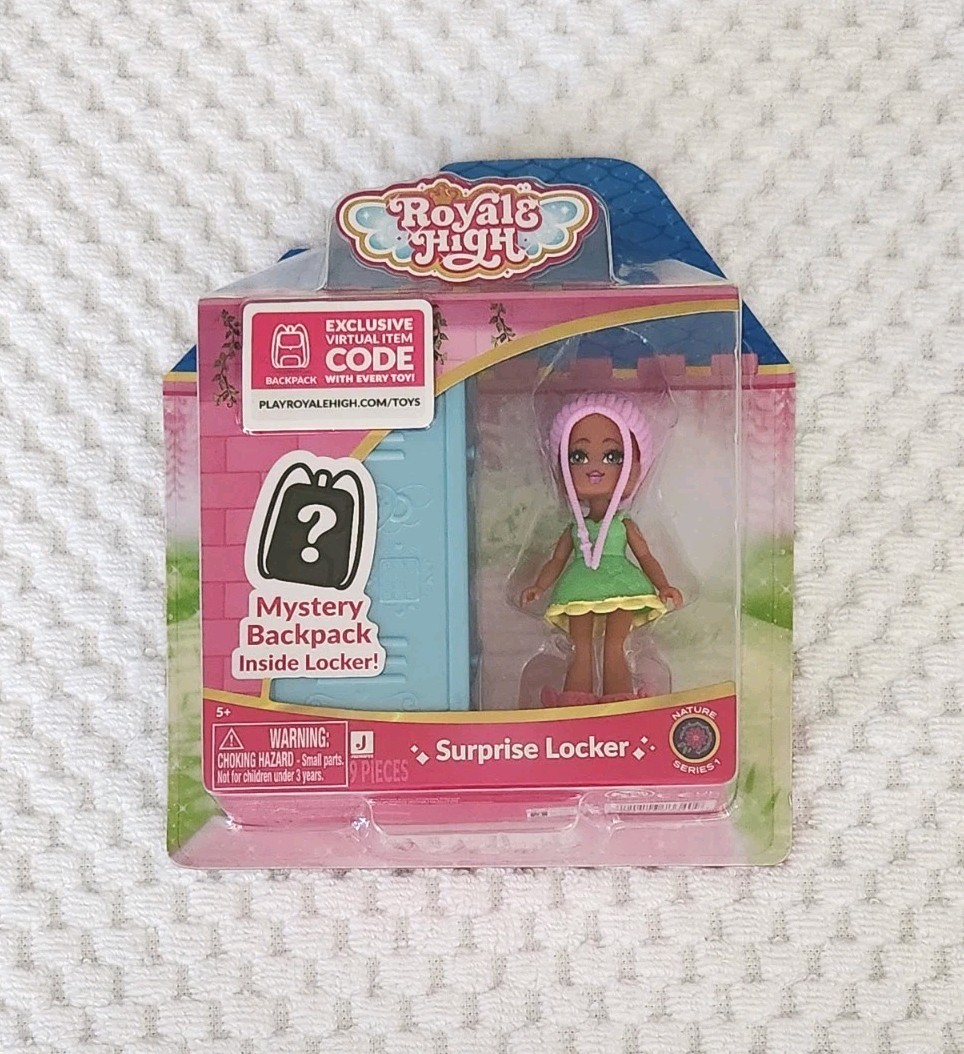 Royale
High
EXCLUSIVE
VIRTUAL ITEM
CODE
WITH EVERY TOY!
BACKPACK
PLAYROYALEHIGH.COM/TOYS
?
Mystery
Backpack
Inside Locker!
5+
WARNING:
CHOKING HAZARD - Small parts.
Not for children under 3 years.
J
9 PIECES
Surprise Locker
NATURE
SERIES 1